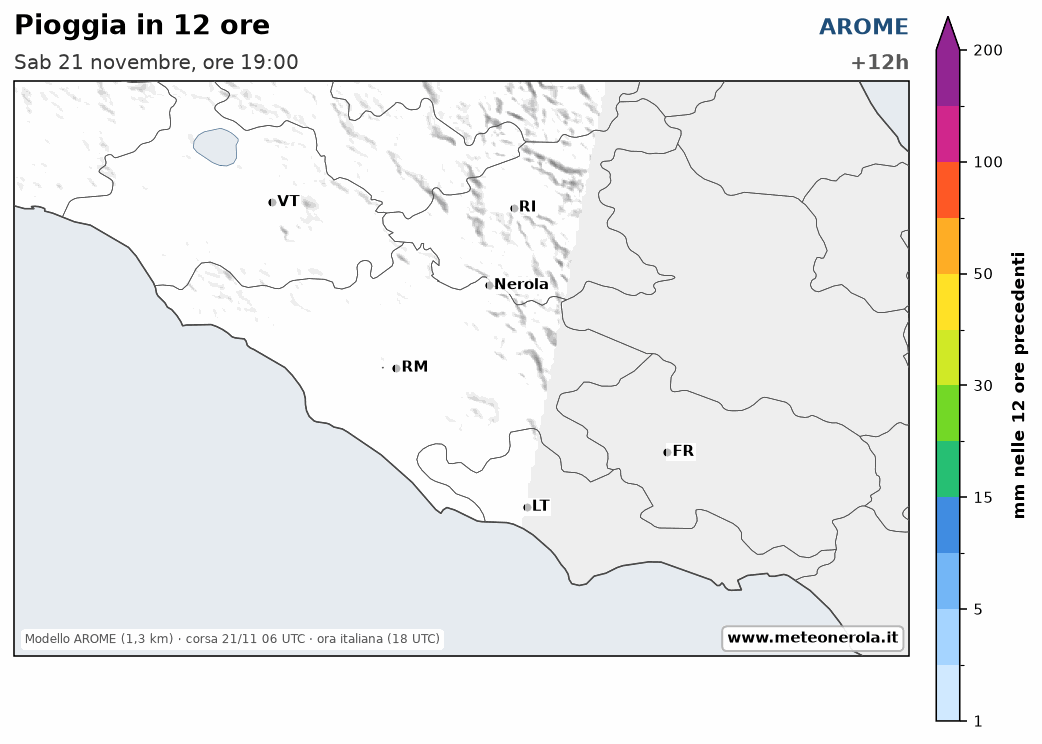 Pioggia in 12 ore
AROME
Sab 21 novembre, ore 19:00
+12h
200
100
50
30
15
5
1
mm nelle 12 ore precedenti
VT
RI
Nerola
RM
FR
LT
Modello AROME (1,3 km) · corsa 21/11 06 UTC · ora italiana (18 UTC)
www.meteonerola.it